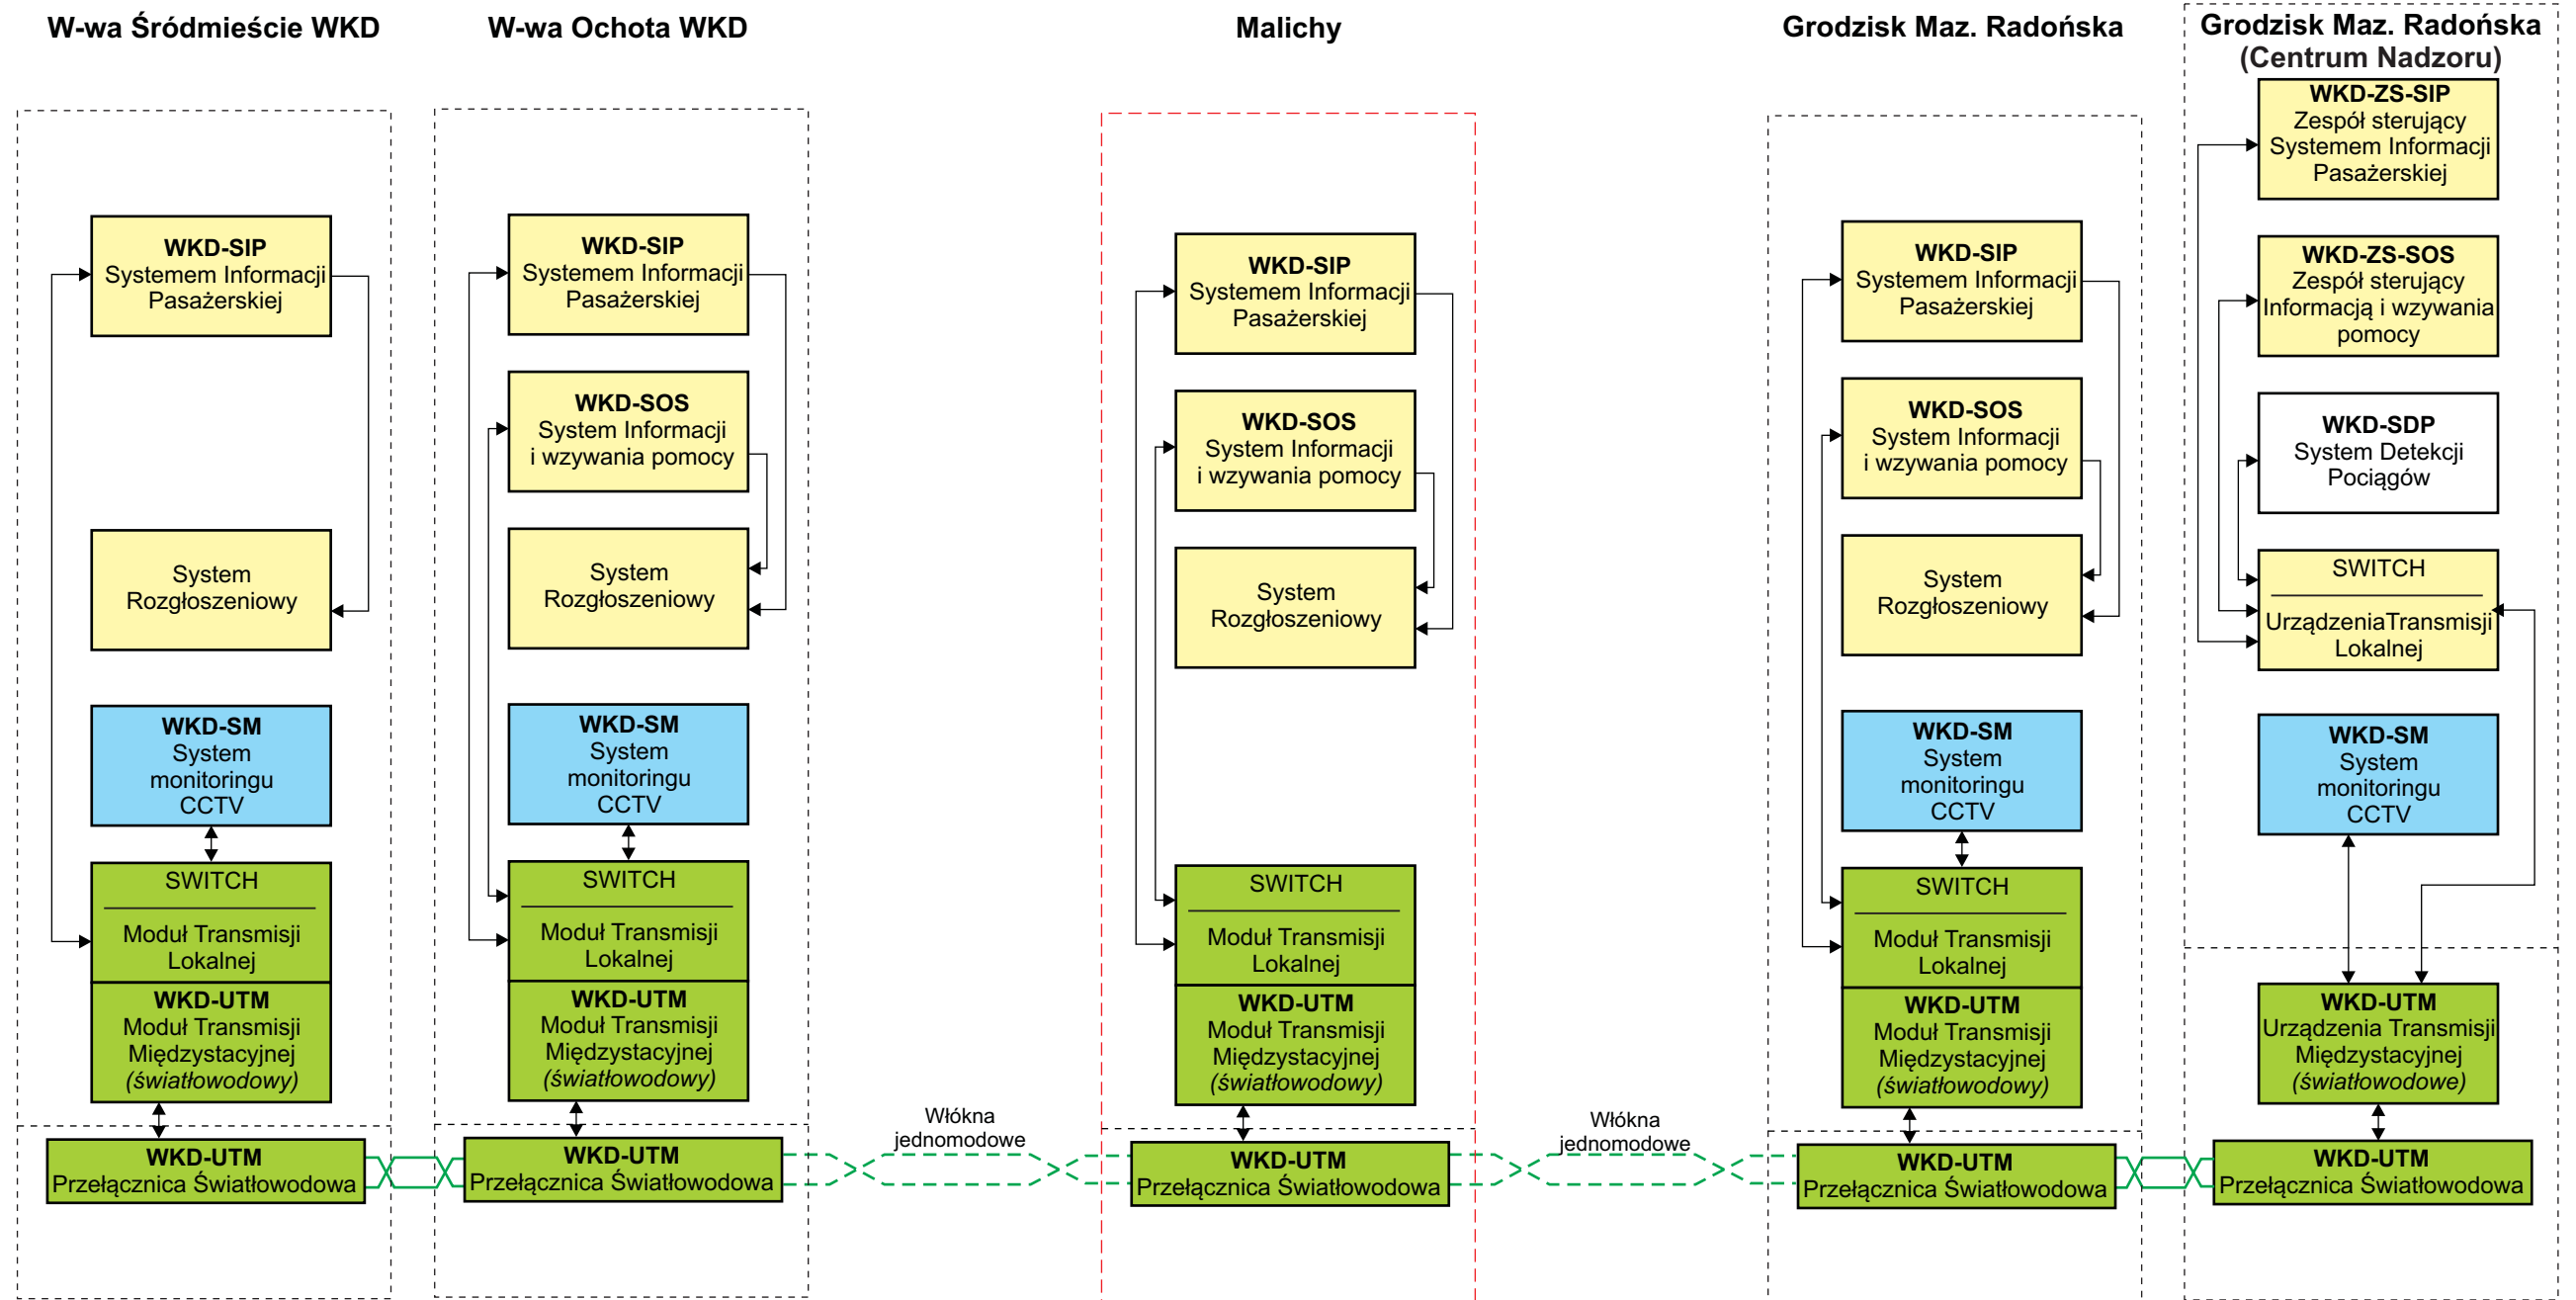 W-wa Śródmieście WKD
WKD-SIP
Systemem Informacji
Pasażerskiej
System
Rozgłoszeniowy
WKD-SM
System
monitoringu
CCTV
SWITCH
Moduł Transmisji
Lokalnej
WKD-UTM
Moduł Transmisji
Międzystacyjnej
(światłowodowy)
WKD-UTM
Przełącznica Światłowodowa
W-wa Ochota WKD
WKD-SIP
Systemem Informacji
Pasażerskiej
WKD-SOS
System Informacji
i wzywania pomocy
System
Rozgłoszeniowy
WKD-SM
System
monitoringu
CCTV
SWITCH
Moduł Transmisji
Lokalnej
WKD-UTM
Moduł Transmisji
Międzystacyjnej
(światłowodowy)
WKD-UTM
Przełącznica Światłowodowa
Włókna
jednomodowe
Malichy
WKD-SIP
Systemem Informacji
Pasażerskiej
WKD-SOS
System Informacji
i wzywania pomocy
System
Rozgłoszeniowy
SWITCH
Moduł Transmisji
Lokalnej
WKD-UTM
Moduł Transmisji
Międzystacyjnej
(światłowodowy)
WKD-UTM
Przełącznica Światłowodowa
Włókna
jednomodowe
Grodzisk Maz. Radońska
WKD-SIP
Systemem Informacji
Pasażerskiej
WKD-SOS
System Informacji
i wzywania pomocy
System
Rozgłoszeniowy
WKD-SM
System
monitoringu
CCTV
SWITCH
Moduł Transmisji
Lokalnej
WKD-UTM
Moduł Transmisji
Międzystacyjnej
(światłowodowy)
WKD-UTM
Przełącznica Światłowodowa
Grodzisk Maz. Radońska
(Centrum Nadzoru)
WKD-ZS-SIP
Zespół sterujący
Systemem Informacji
Pasażerskiej
WKD-ZS-SOS
Zespół sterujący
Informacją i wzywania
pomocy
WKD-SDP
System Detekcji
Pociągów
SWITCH
UrządzeniaTransmisji
Lokalnej
WKD-SM
System
monitoringu
CCTV
WKD-UTM
Urządzenia Transmisji
Międzystacyjnej
(światłowodowe)
WKD-UTM
Przełącznica Światłowodowa